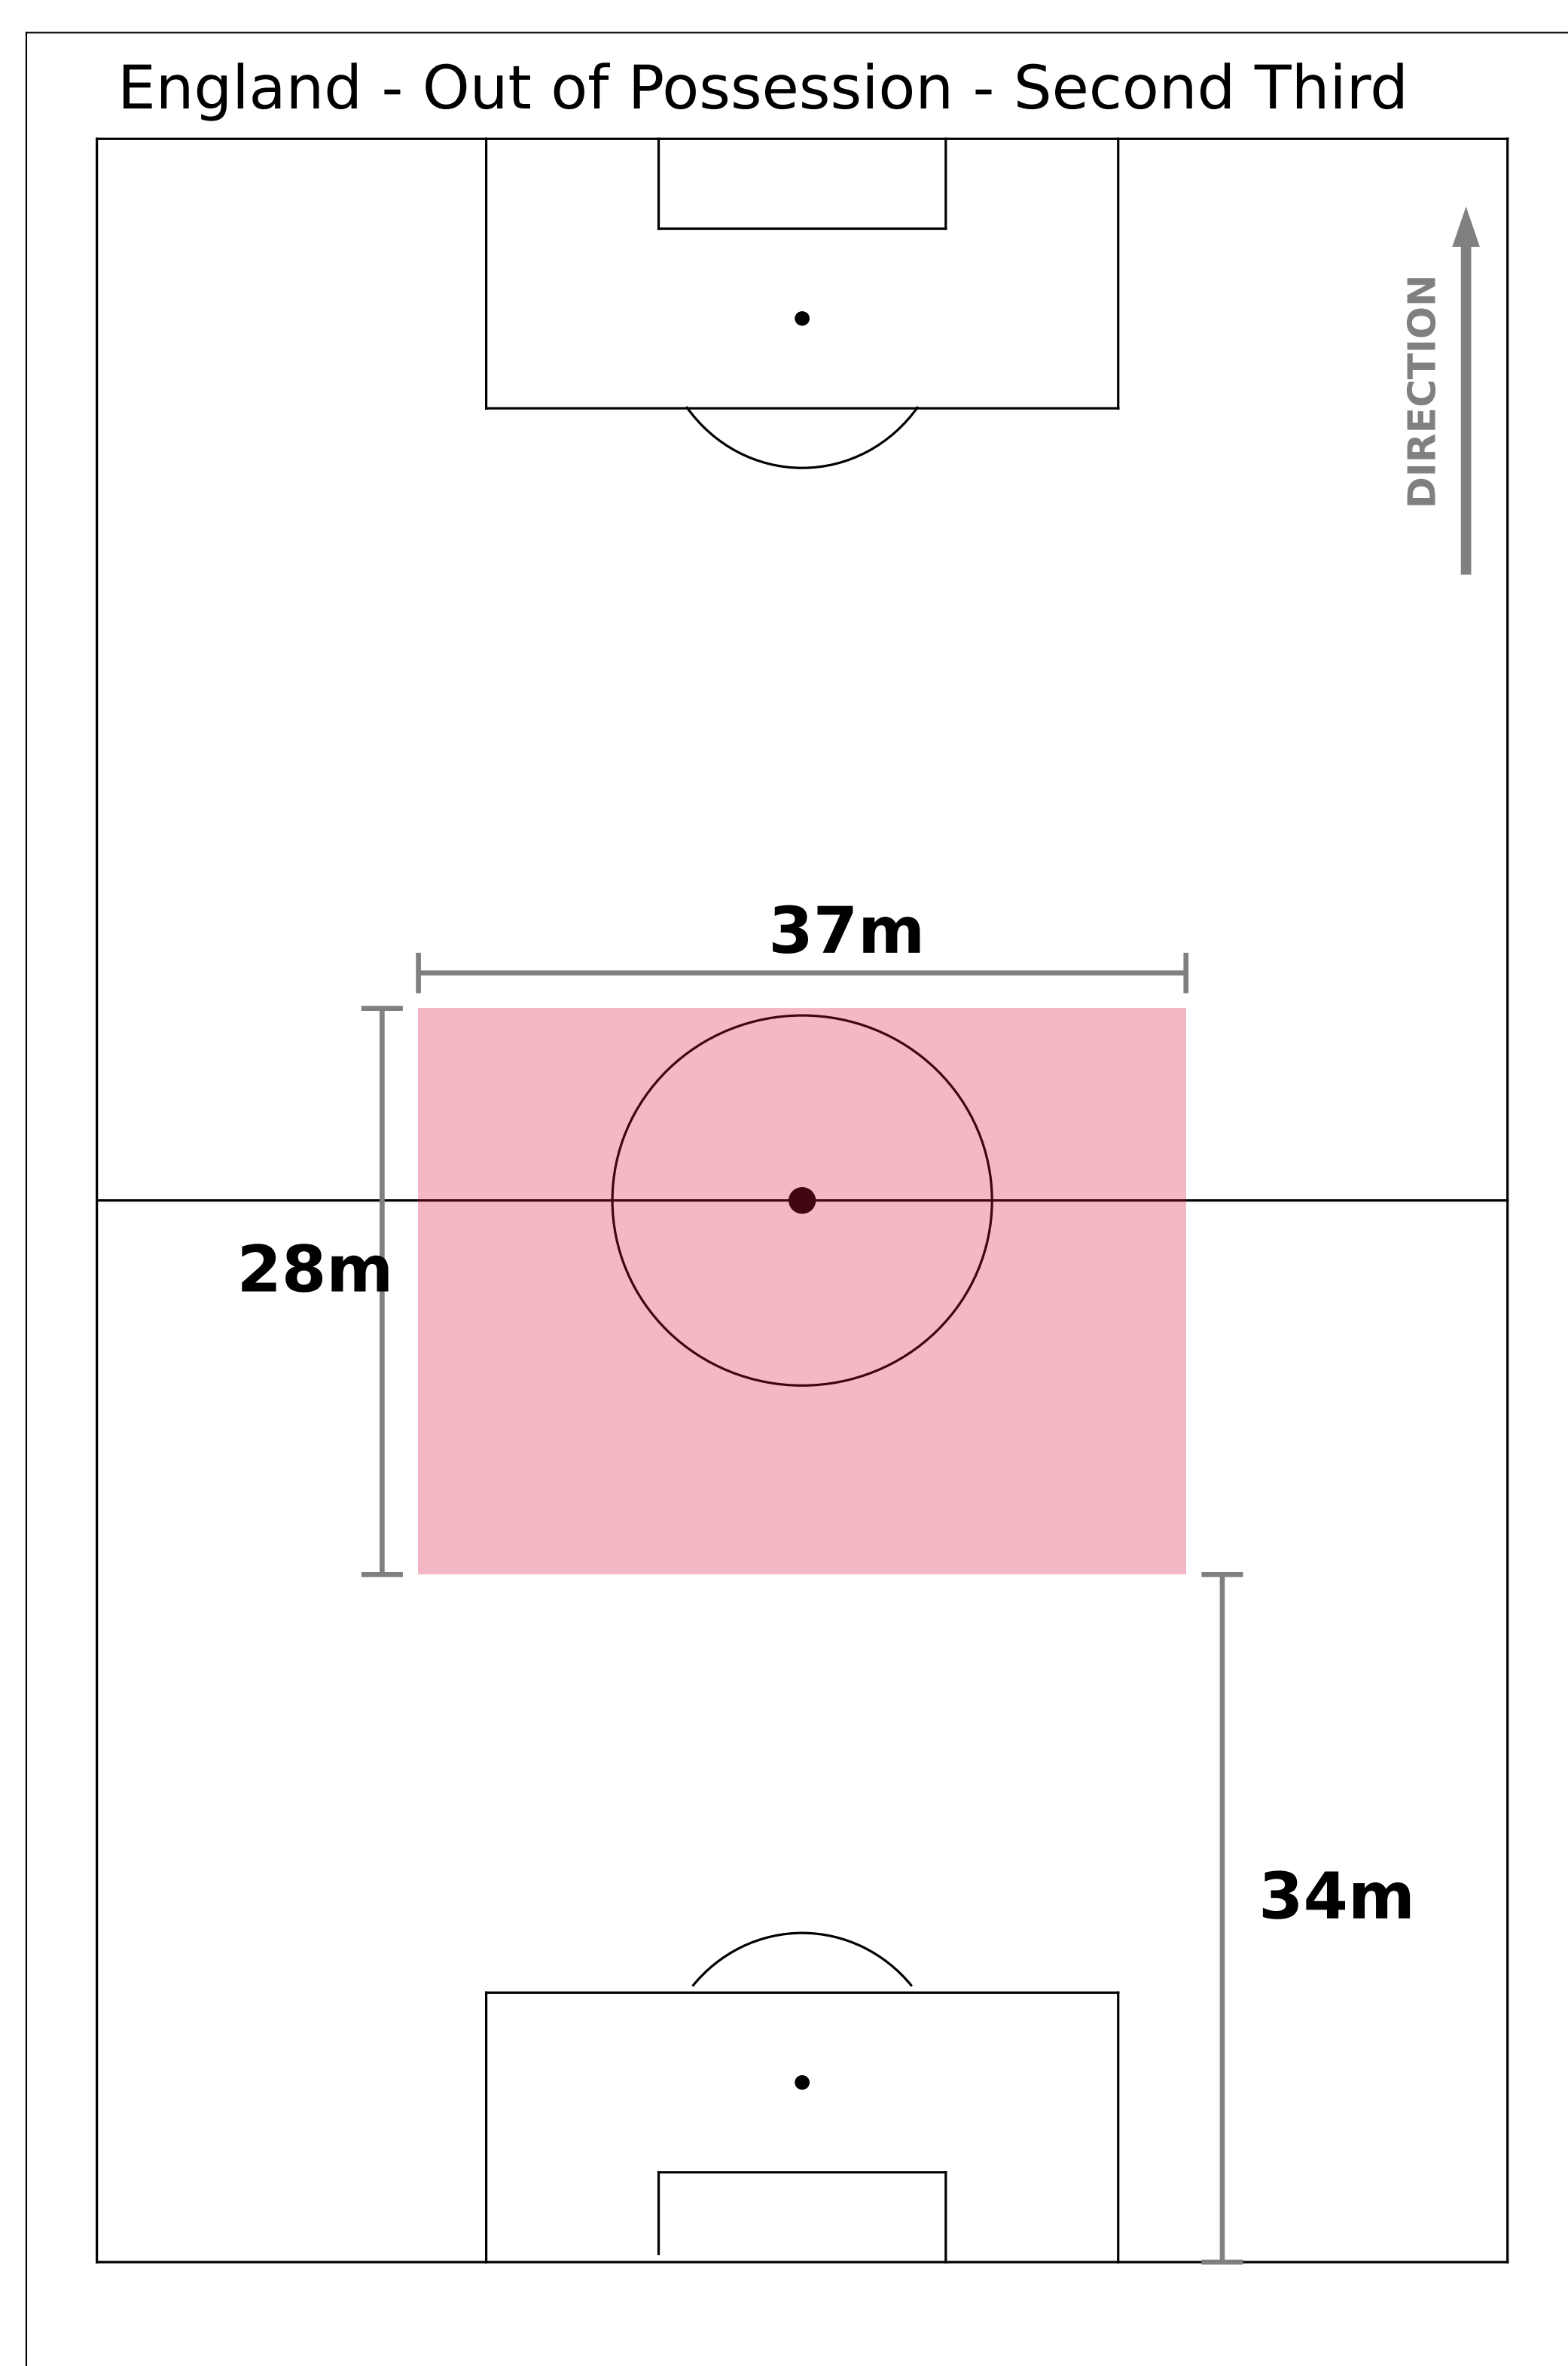 England - Out of Possession - Second Third
DIRECTION
37m
28m
34m